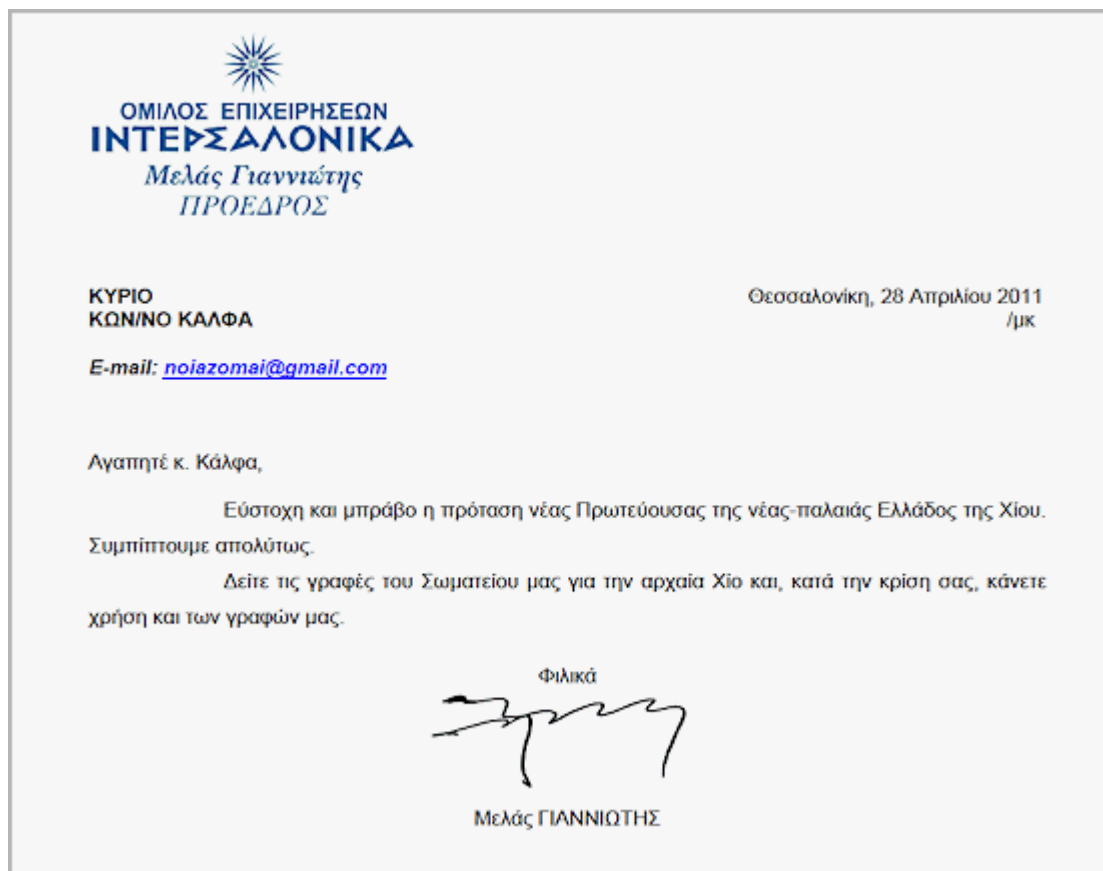 ΟΜΙΛΟΣ ΕΠΙΧΕΙΡΗΣΕΩΝ
ΙΝΤΕΡΣΑΛΟΝΙΚΑ
Μελάς Γιαννιώτης
ΠΡΟΕΔΡΟΣ
ΚΥΡΙΟ
ΚΩΝ/ΝΟ ΚΑΛΦΑ
Θεσσαλονίκη, 28 Απριλίου 2011
/μκ
E-mail: noiazomai@gmail.com
Αγαπητέ κ. Κάλφα,
Εύστοχη και μπράβο η πρόταση νέας Πρωτεύουσας της νέας-παλαιάς Ελλάδος της Χίου.
Συμπίπτουμε απολύτως.
Δείτε τις γραφές του Σωματείου μας για την αρχαία Χίο και, κατά την κρίση σας, κάνετε
χρήση και των γραφών μας.
Φιλικά
Μελάς ΓΙΑΝΝΙΩΤΗΣ